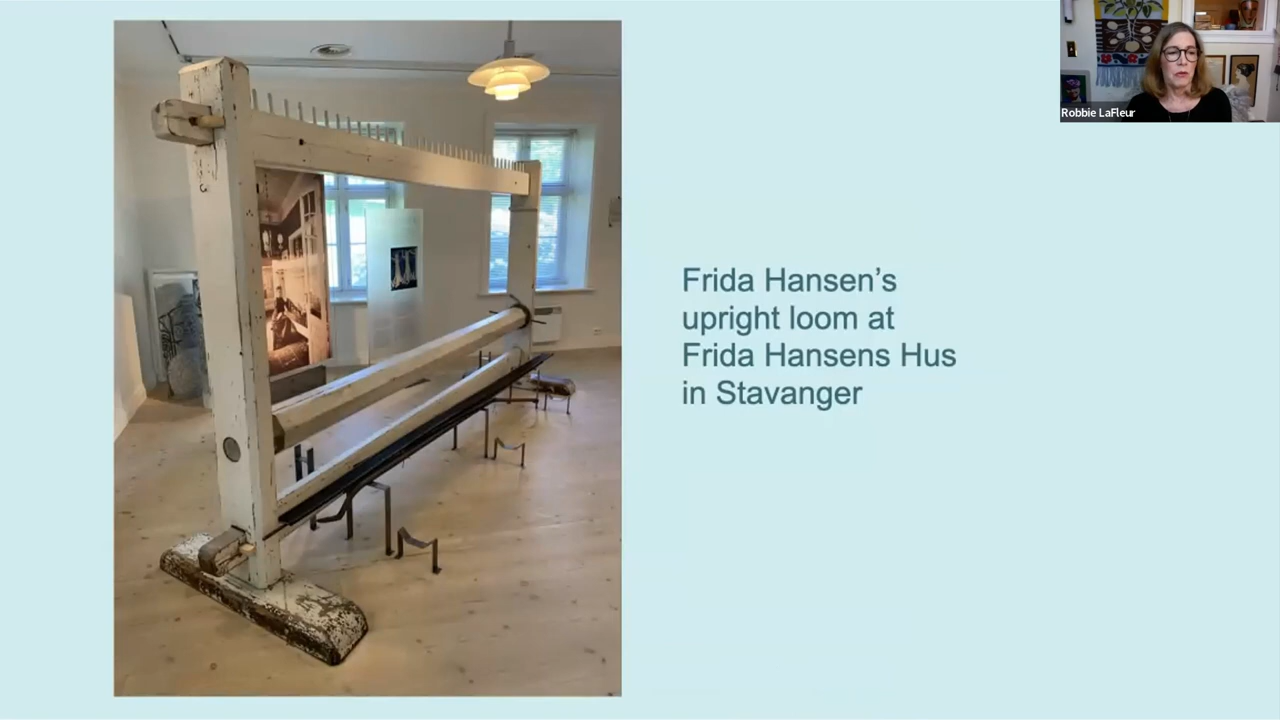 Robbie LaFleur
Frida Hansen’s
upright loom at
Frida Hansens Hus
in Stavanger